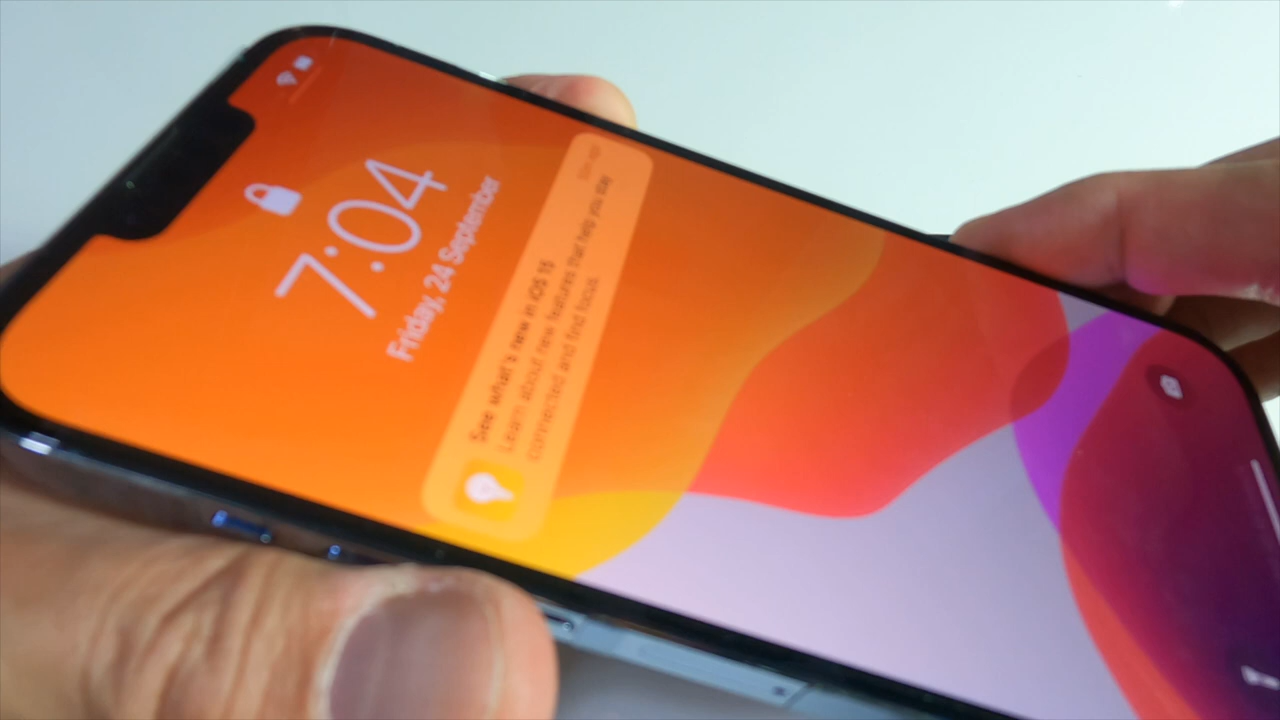 7:04
Friday, 24 September
See what's new in iOS 15
Learn about new features that help you stay
connected and find focus.